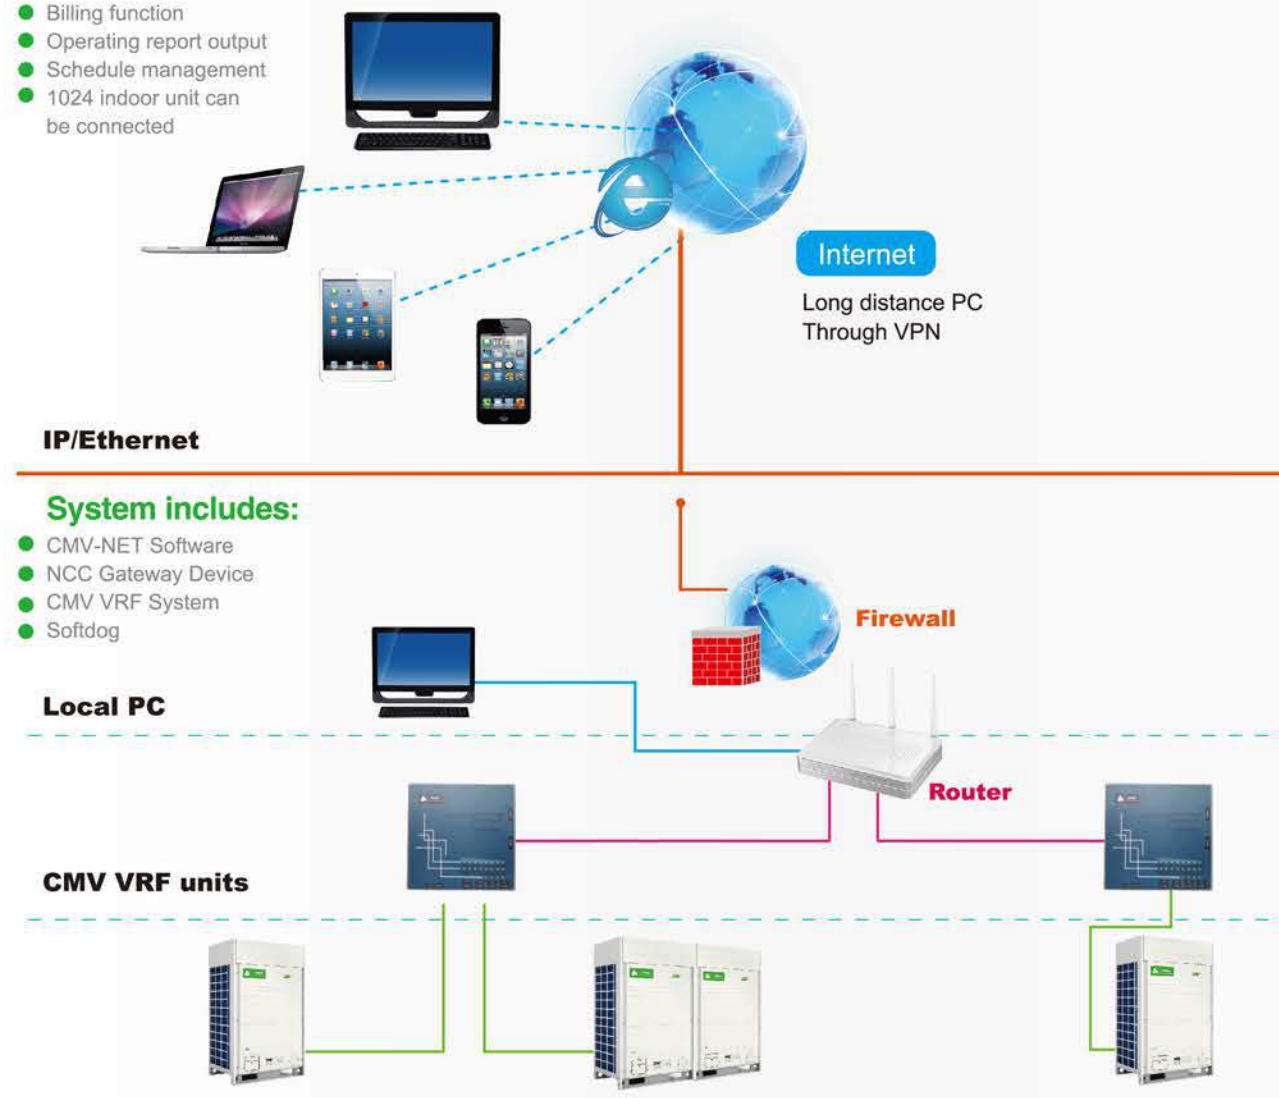 Billing function
Operating report output
Schedule management
1024 indoor unit can
be connected
Internet
Long distance PC
Through VPN
IP/Ethernet
System includes:
CMV-NET Software
NCC Gateway Device
CMV VRF System
Softdog
Firewall
Local PC
Router
CMV VRF units